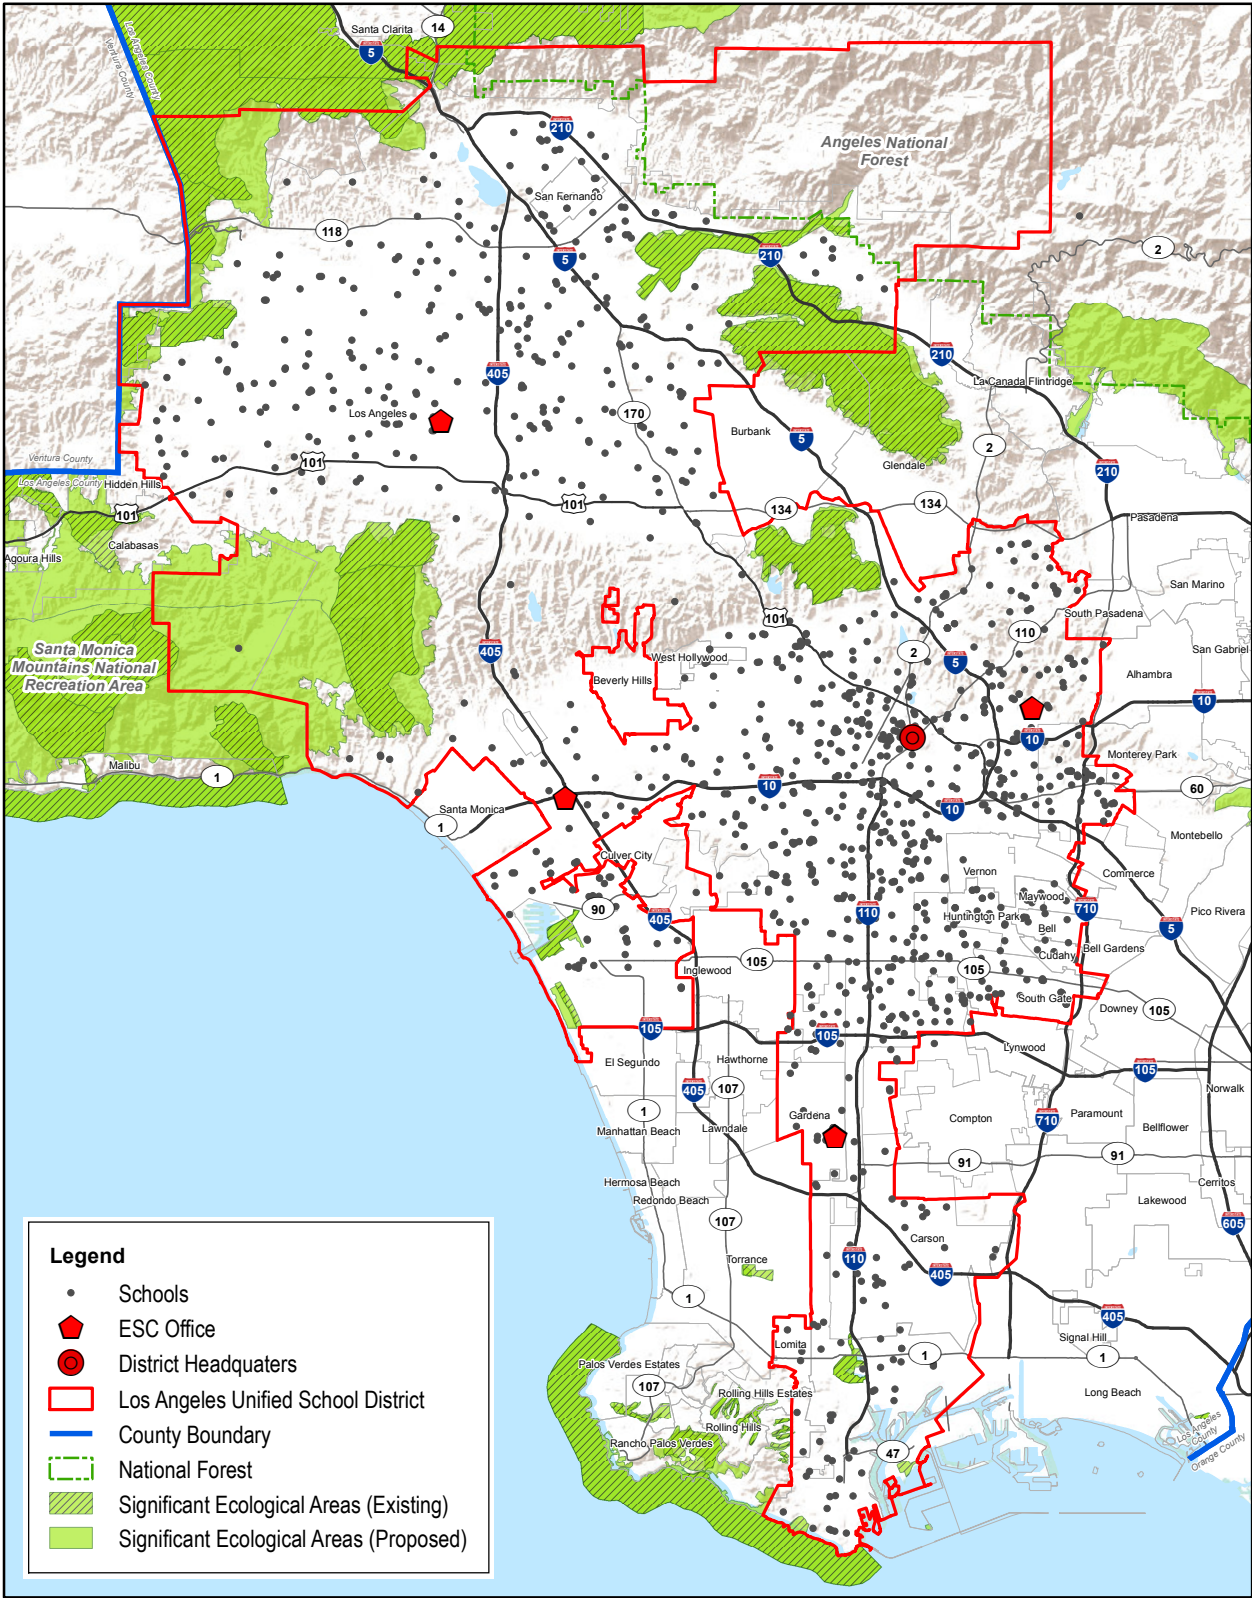 Santa Clarita
14
5
Los Angeles County
Ventura County
210
Angeles National
Forest
San Fernando
118
2
5
210
405
210
La Canada Flintridge
Los Angeles
170
Burbank
5
2
Glendale
Ventura County
Los Angeles County
Hidden Hills
101
210
101
101
134
134
Pasadena
Calabasas
Agoura Hills
San Marino
South Pasadena
101
110
Santa Monica
Mountains National
Recreation Area
405
West Hollywood
2
5
San Gabriel
Beverly Hills
Alhambra
10
10
Monterey Park
Malibu
1
10
60
Santa Monica
1
10
Montebello
Culver City
Vernon
Commerce
Maywood
90
405
110
Huntington Park
710
Pico Rivera
Bell
5
Bell Gardens
Cudahy
105
Inglewood
105
South Gate
Downey
105
105
105
Lynwood
El Segundo
Hawthorne
105
405
107
Norwalk
1
Gardena
Compton
710
Paramount
Manhattan Beach
Lawndale
Bellflower
91
91
Hermosa Beach
Cerritos
Redondo Beach
Lakewood
107
605
Carson
Torrance
110
405
1
405
Signal Hill
Lomita
1
1
Palos Verdes Estates
107
Rolling Hills Estates
Long Beach
Rolling Hills
Rancho Palos Verdes
47
Los Angeles
County
Orange County
Legend
Schools
ESC Office
District Headquaters
Los Angeles Unified School District
County Boundary
National Forest
Significant Ecological Areas (Existing)
Significant Ecological Areas (Proposed)